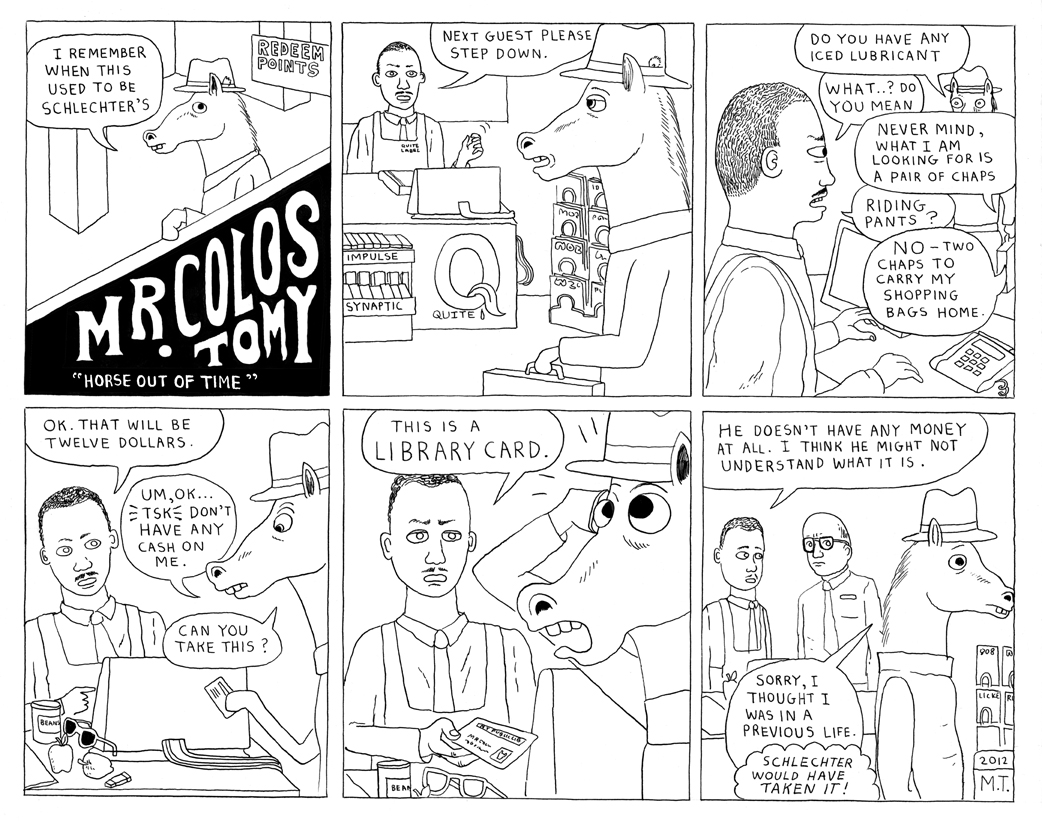 I REMEMBER
WHEN THIS
USED TO BE
SCHLECHTER'S
REDEEM
POINTS
MR. COLOS
TOMY
"HORSE OUT OF TIME"
NEXT GUEST PLEASE
STEP DOWN.
QUITE
LABEL
IMPULSE
SYNAPTIC
Q
QUITE
DO YOU HAVE ANY
ICED LUBRICANT
WHAT..? DO
YOU MEAN
NEVER MIND,
WHAT I AM
LOOKING FOR IS
A PAIR OF CHAPS
RIDING
PANTS?
NO – TWO
CHAPS TO
CARRY MY
SHOPPING
BAGS HOME.
OK. THAT WILL BE
TWELVE DOLLARS.
UM, OK...
TSK DON'T
HAVE ANY
CASH ON
ME.
CAN YOU
TAKE THIS?
BEANS
THIS IS A
LIBRARY CARD.
BEAN
HE DOESN'T HAVE ANY MONEY
AT ALL. I THINK HE MIGHT NOT
UNDERSTAND WHAT IT IS.
SORRY, I
THOUGHT I
WAS IN A
PREVIOUS LIFE.
SCHLECHTER
WOULD HAVE
TAKEN IT!
LICKE
2012
M.T.